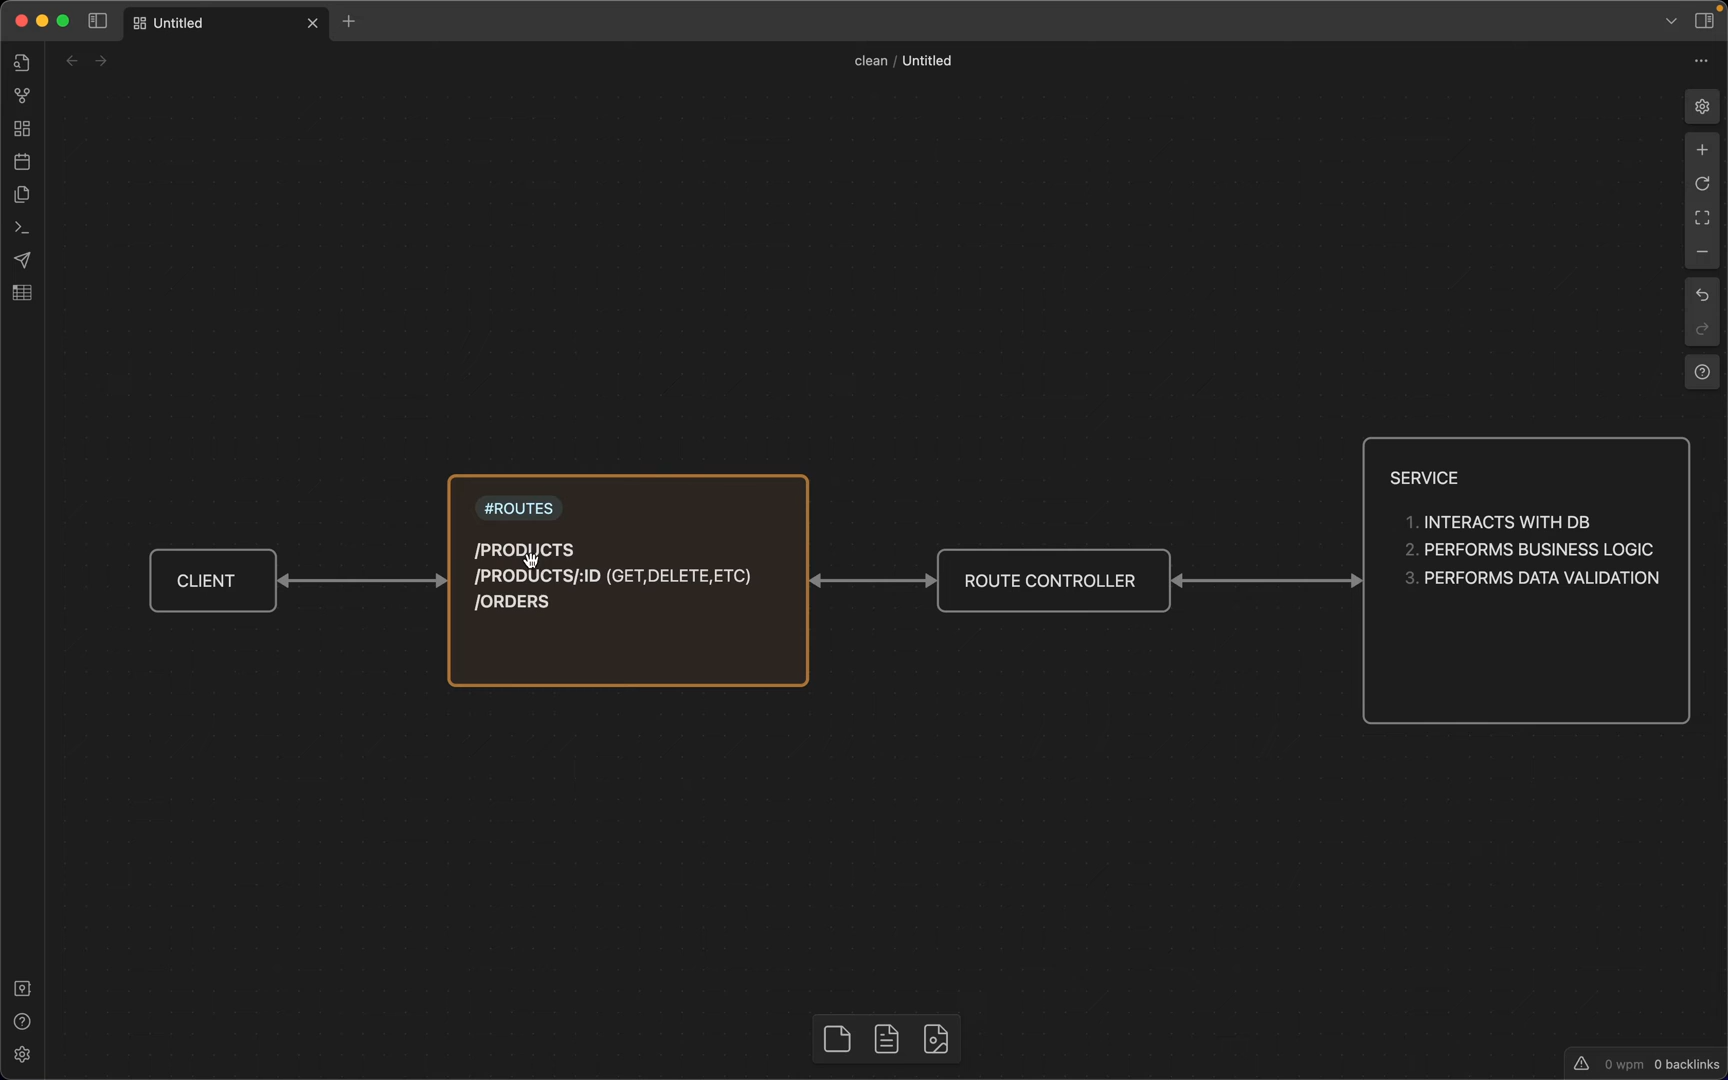 Untitled
clean / Untitled
#ROUTES
/PRODUCTS
/PRODUCTS/:ID (GET,DELETE,ETC)
/ORDERS
CLIENT
ROUTE CONTROLLER
SERVICE
1. INTERACTS WITH DB
2. PERFORMS BUSINESS LOGIC
3. PERFORMS DATA VALIDATION
0 wpm 0 backlinks